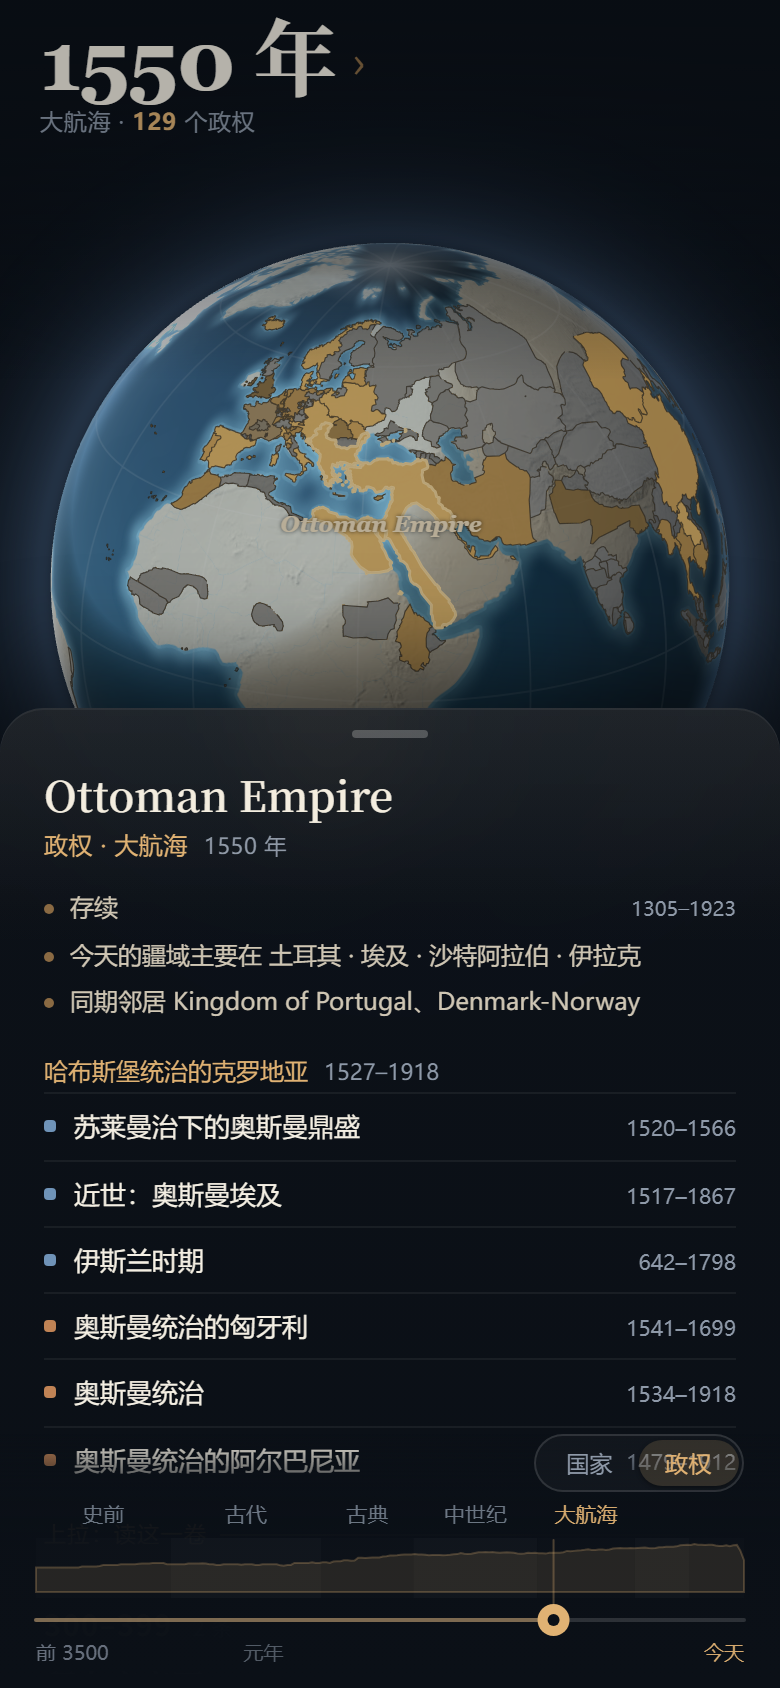 1550 年 ›
大航海 · 129 个政权
Ottoman Empire
Ottoman Empire
政权 · 大航海 1550 年
存续 1305–1923
今天的疆域主要在 土耳其 · 埃及 · 沙特阿拉伯 · 伊拉克
同期邻居 Kingdom of Portugal、Denmark-Norway
哈布斯堡统治的克罗地亚 1527–1918
苏莱曼治下的奥斯曼鼎盛 1520–1566
近世：奥斯曼埃及 1517–1867
伊斯兰时期 642–1798
奥斯曼统治的匈牙利 1541–1699
奥斯曼统治 1534–1918
奥斯曼统治的阿尔巴尼亚
国家 政权
史前 古代 古典 中世纪 大航海
前 3500 元年 今天